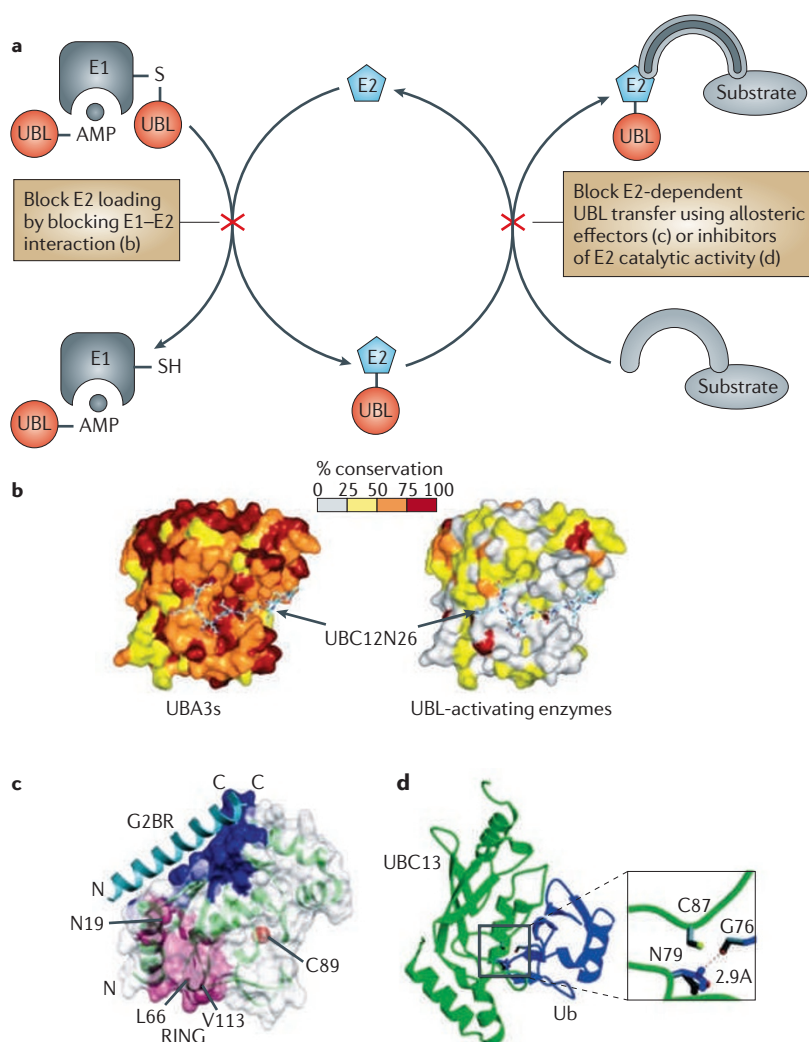 a
E1
S
UBL
AMP
UBL
E2
E2
UBL
Substrate
Block E2 loading
by blocking E1–E2
interaction (b)
Block E2-dependent
UBL transfer using allosteric
effectors (c) or inhibitors
of E2 catalytic activity (d)
E1
SH
UBL
AMP
E2
UBL
Substrate
b
% conservation
0 25 50 75 100
UBC12N26
UBA3s
UBL-activating enzymes
c
C C
G2BR
N
N19
N
C89
L66
V113
RING
d
UBC13
C87
G76
N79
2.9A
Ub